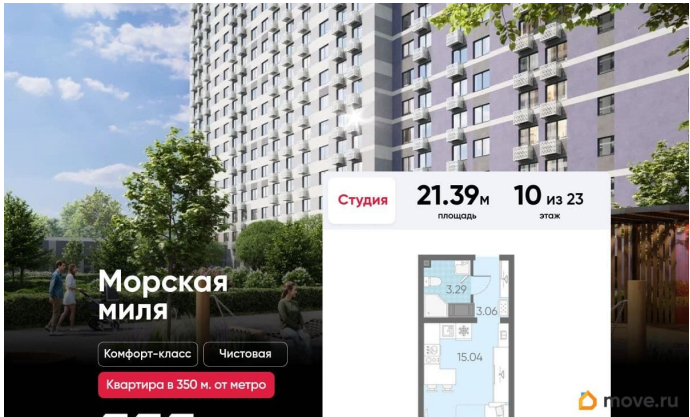 Студия
21.39 м
площадь
10 из 23
этаж
Морская
миля
3.29
3.06
15.04
Комфорт-класс
Чистовая
Квартира в 350 м. от метро
move.ru